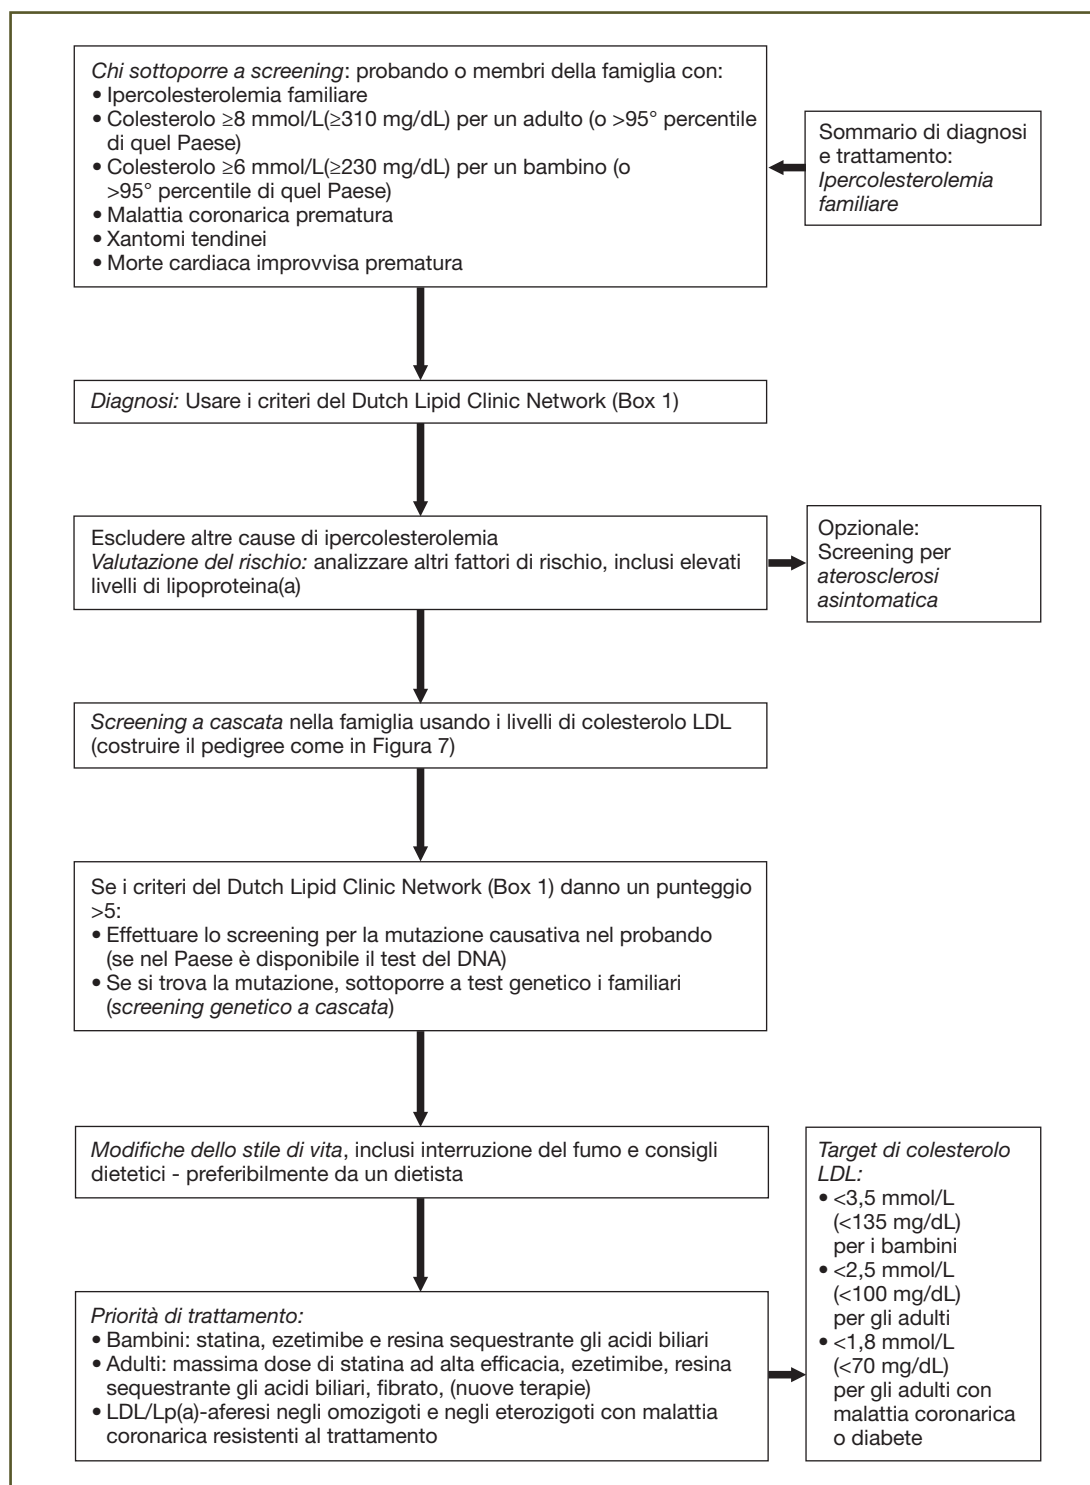 Chi sottoporre a screening: probando o membri della famiglia con:
• Ipercolesterolemia familiare
• Colesterolo ≥8 mmol/L(≥310 mg/dL) per un adulto (o >95° percentile
di quel Paese)
• Colesterolo ≥6 mmol/L(≥230 mg/dL) per un bambino (o
>95° percentile di quel Paese)
• Malattia coronarica prematura
• Xantomi tendinei
• Morte cardiaca improvvisa prematura
Sommario di diagnosi
e trattamento:
Ipercolesterolemia
familiare
Diagnosi: Usare i criteri del Dutch Lipid Clinic Network (Box 1)
Escludere altre cause di ipercolesterolemia
Valutazione del rischio: analizzare altri fattori di rischio, inclusi elevati
livelli di lipoproteina(a)
Opzionale:
Screening per
aterosclerosi
asintomatica
Screening a cascata nella famiglia usando i livelli di colesterolo LDL
(costruire il pedigree come in Figura 7)
Se i criteri del Dutch Lipid Clinic Network (Box 1) danno un punteggio
>5:
• Effettuare lo screening per la mutazione causativa nel probando
(se nel Paese è disponibile il test del DNA)
• Se si trova la mutazione, sottoporre a test genetico i familiari
(screening genetico a cascata)
Modifiche dello stile di vita, inclusi interruzione del fumo e consigli
dietetici - preferibilmente da un dietista
Priorità di trattamento:
• Bambini: statina, ezetimibe e resina sequestrante gli acidi biliari
• Adulti: massima dose di statina ad alta efficacia, ezetimibe, resina
sequestrante gli acidi biliari, fibrato, (nuove terapie)
• LDL/Lp(a)-aferesi negli omozigoti e negli eterozigoti con malattia
coronarica resistenti al trattamento
Target di colesterolo
LDL:
• <3,5 mmol/L
(<135 mg/dL)
per i bambini
• <2,5 mmol/L
(<100 mg/dL)
per gli adulti
• <1,8 mmol/L
(<70 mg/dL)
per gli adulti con
malattia coronarica
o diabete